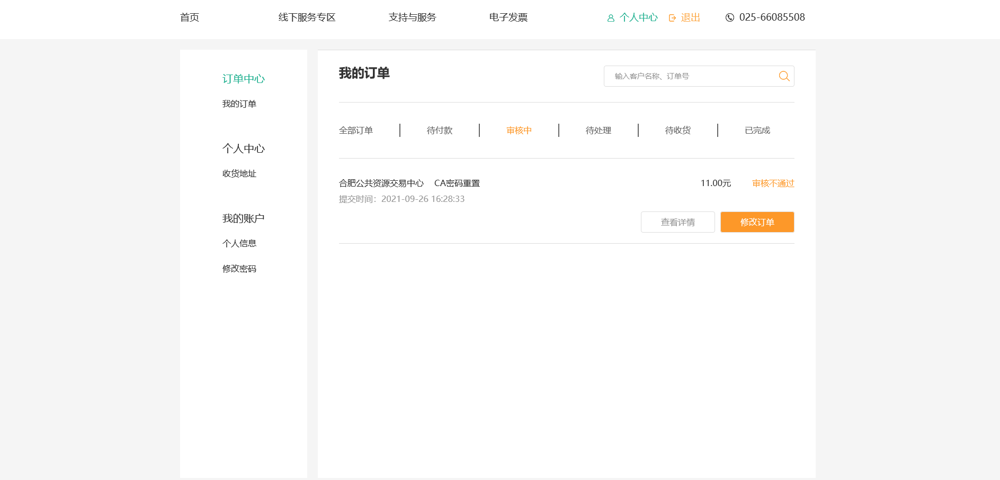 首页 线下服务专区 支持与服务 电子发票 个人中心 退出 025-66085508
订单中心
我的订单
个人中心
收货地址
我的账户
个人信息
修改密码
我的订单
输入客户名称、订单号
全部订单 待付款 审核中 待处理 待收货 已完成
合肥公共资源交易中心 CA密码重置 11.00元 审核不通过
提交时间：2021-09-26 16:28:33
查看详情 修改订单